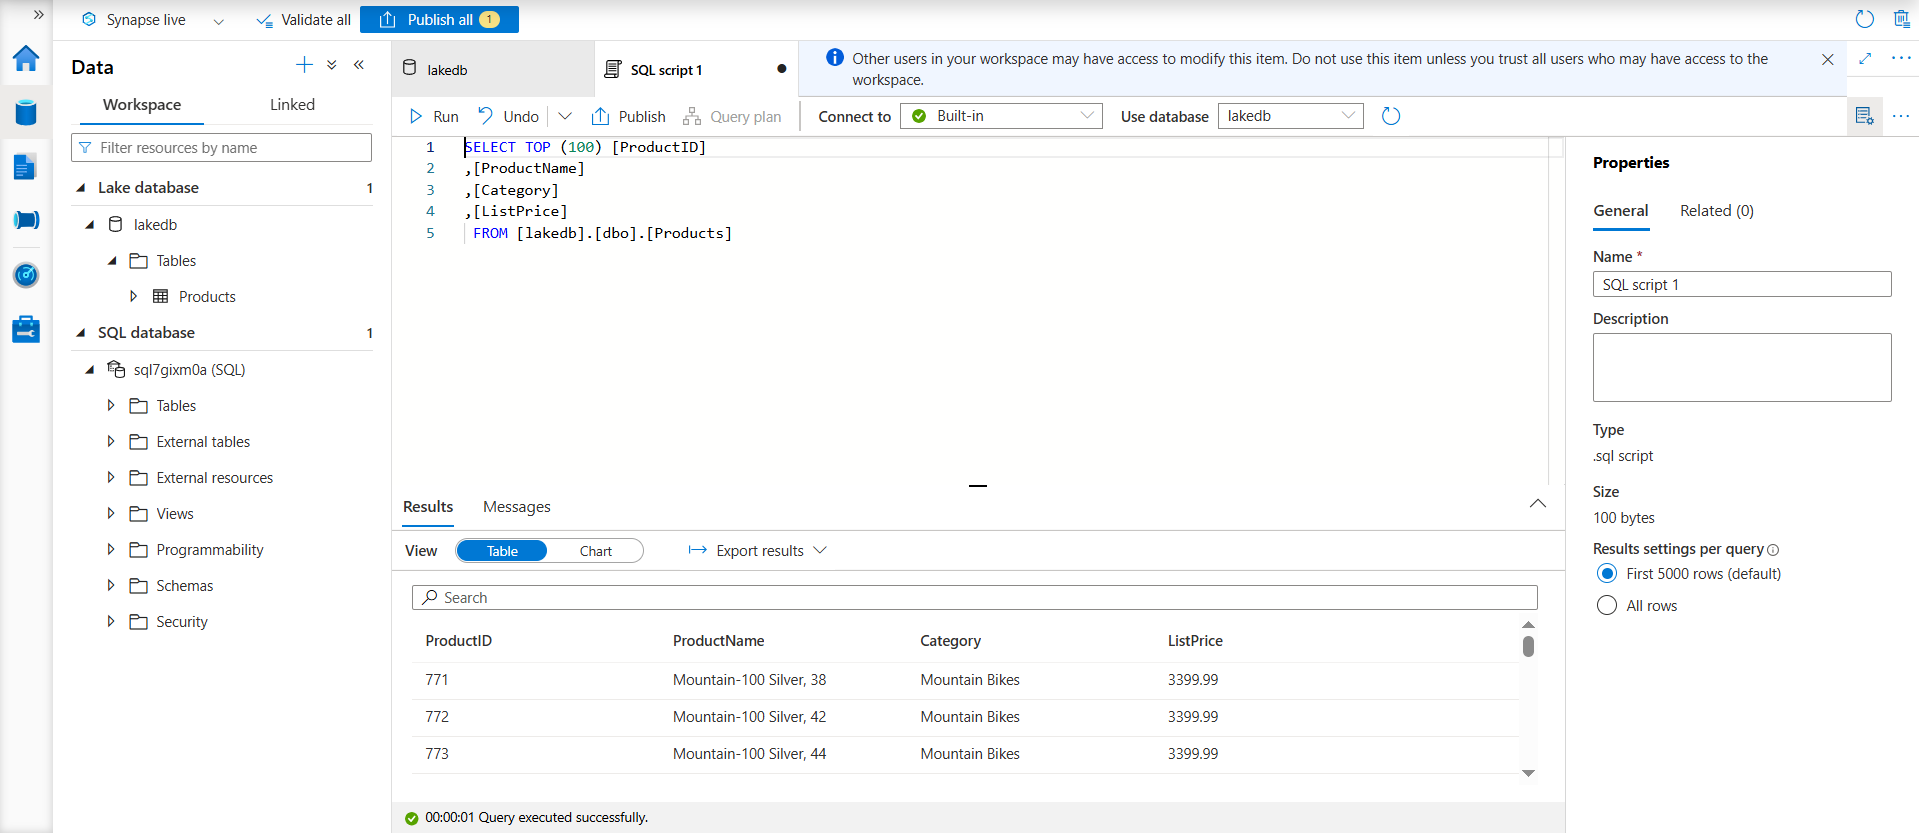 Synapse live
Validate all
Publish all 1
Data
Workspace Linked
Filter resources by name
Lake database 1
lakedb
Tables
Products
SQL database 1
sql7gixm0a (SQL)
Tables
External tables
External resources
Views
Programmability
Schemas
Security
lakedb
SQL script 1
Other users in your workspace may have access to modify this item. Do not use this item unless you trust all users who may have access to the
workspace.
Run Undo Publish Query plan Connect to Built-in Use database lakedb
1 SELECT TOP (100) [ProductID]
2 ,[ProductName]
3 ,[Category]
4 ,[ListPrice]
5 FROM [lakedb].[dbo].[Products]
Results Messages
View Table Chart Export results
Search
ProductID ProductName Category ListPrice
771 Mountain-100 Silver, 38 Mountain Bikes 3399.99
772 Mountain-100 Silver, 42 Mountain Bikes 3399.99
773 Mountain-100 Silver, 44 Mountain Bikes 3399.99
00:00:01 Query executed successfully.
Properties
General Related (0)
Name *
SQL script 1
Description
Type
.sql script
Size
100 bytes
Results settings per query
First 5000 rows (default)
All rows